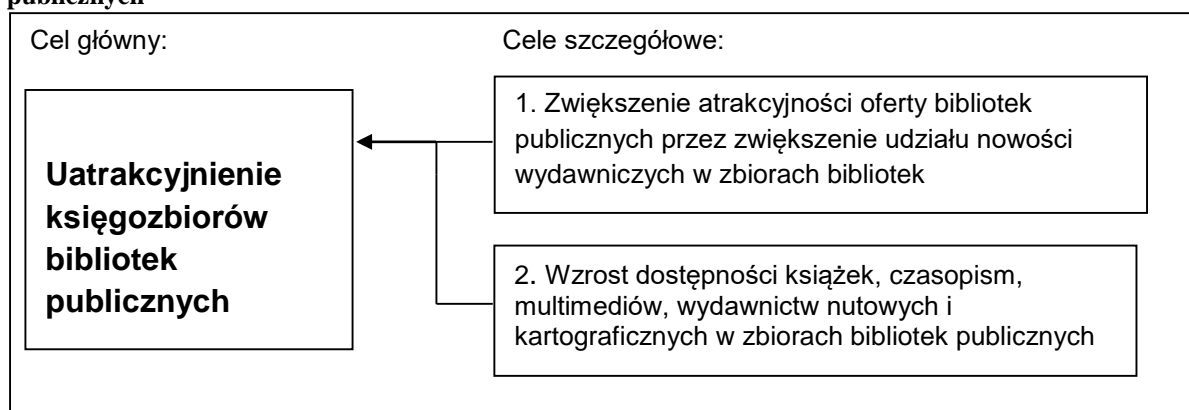 publicznych
Cel główny:
Cele szczegółowe:
Uatrakcyjnienie
księgozbiorów
bibliotek
publicznych
1. Zwiększenie atrakcyjności oferty bibliotek
publicznych przez zwiększenie udziału nowości
wydawniczych w zbiorach bibliotek
2. Wzrost dostępności książek, czasopism,
multimediów, wydawnictw nutowych i
kartograficznych w zbiorach bibliotek publicznych